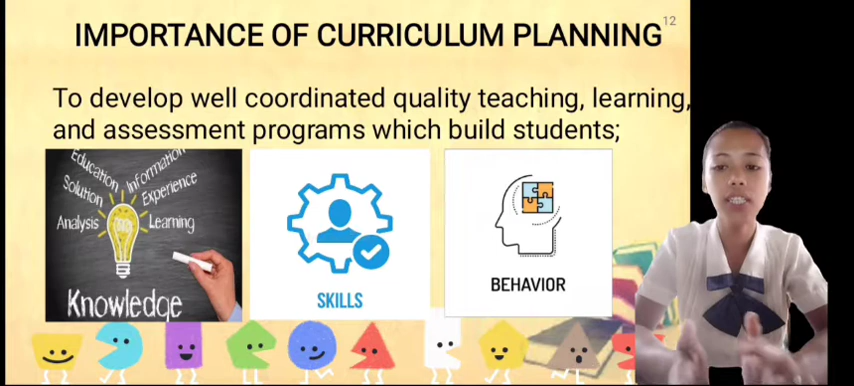 IMPORTANCE OF CURRICULUM PLANNING
12
To develop well coordinated quality teaching, learning,
and assessment programs which build students;
Education
Information
Solution
Experience
Analysis
Learning
Knowledge
SKILLS
BEHAVIOR